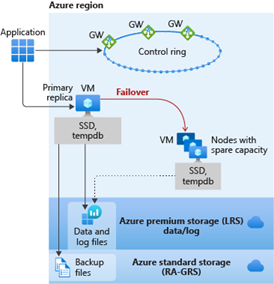 Azure region
Application
GW
GW
GW
Control ring
Primary
replica
VM
Failover
SSD,
tempdb
VM
Nodes with
spare capacity
SSD,
tempdb
Data and
log files
Azure premium storage (LRS)
data/log
Backup
files
Azure standard storage
(RA-GRS)